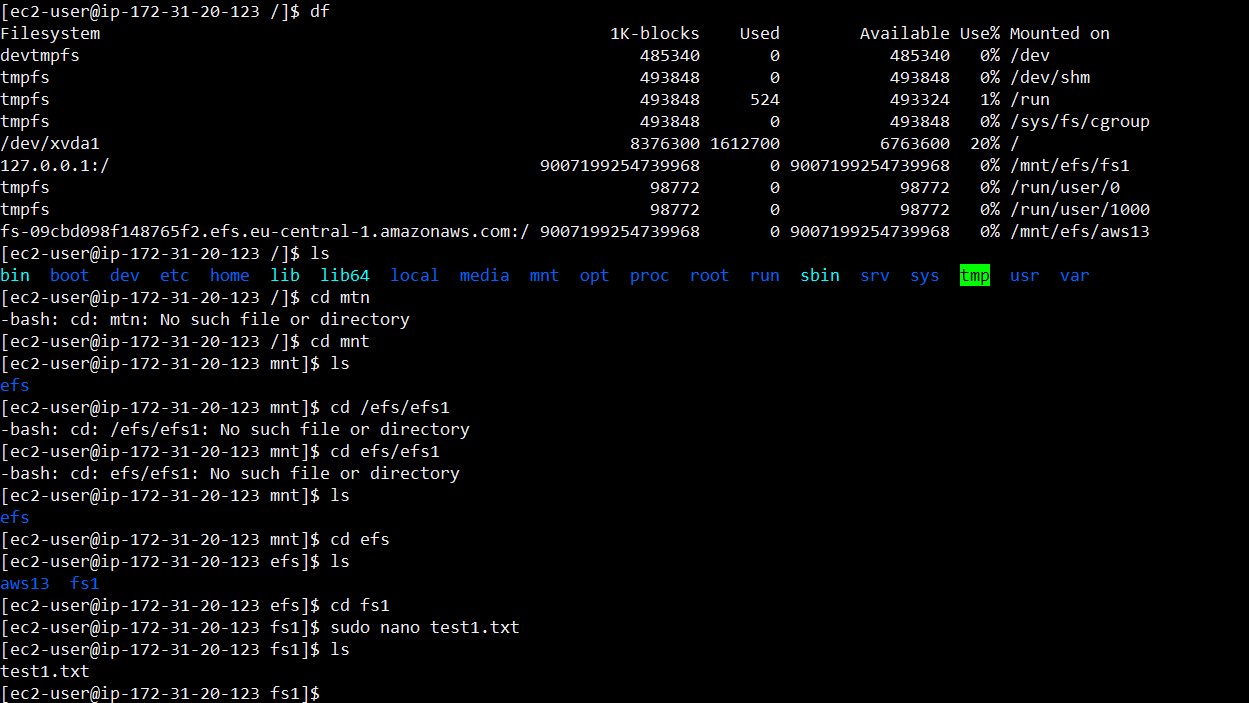 [ec2-user@ip-172-31-20-123 /]$ df
Filesystem                                         1K-blocks    Used        Available Use% Mounted on
devtmpfs                                              485340       0           485340   0% /dev
tmpfs                                                 493848       0           493848   0% /dev/shm
tmpfs                                                 493848     524           493324   1% /run
tmpfs                                                 493848       0           493848   0% /sys/fs/cgroup
/dev/xvda1                                           8376300 1612700          6763600  20% /
127.0.0.1:/                                           9007199254739968       0 9007199254739968   0% /mnt/efs/fs1
tmpfs                                                  98772       0            98772   0% /run/user/0
tmpfs                                                  98772       0            98772   0% /run/user/1000
fs-09cbd098f148765f2.efs.eu-central-1.amazonaws.com:/ 9007199254739968       0 9007199254739968   0% /mnt/efs/aws13
[ec2-user@ip-172-31-20-123 /]$ ls
bin  boot  dev  etc  home  lib  lib64  local  media  mnt  opt  proc  root  run  sbin  srv  sys  tmp  usr  var
[ec2-user@ip-172-31-20-123 /]$ cd mtn
-bash: cd: mtn: No such file or directory
[ec2-user@ip-172-31-20-123 /]$ cd mnt
[ec2-user@ip-172-31-20-123 mnt]$ ls
efs
[ec2-user@ip-172-31-20-123 mnt]$ cd /efs/efs1
-bash: cd: /efs/efs1: No such file or directory
[ec2-user@ip-172-31-20-123 mnt]$ cd efs/efs1
-bash: cd: efs/efs1: No such file or directory
[ec2-user@ip-172-31-20-123 mnt]$ ls
efs
[ec2-user@ip-172-31-20-123 mnt]$ cd efs
[ec2-user@ip-172-31-20-123 efs]$ ls
aws13  fs1
[ec2-user@ip-172-31-20-123 efs]$ cd fs1
[ec2-user@ip-172-31-20-123 fs1]$ sudo nano test1.txt
[ec2-user@ip-172-31-20-123 fs1]$ ls
test1.txt
[ec2-user@ip-172-31-20-123 fs1]$